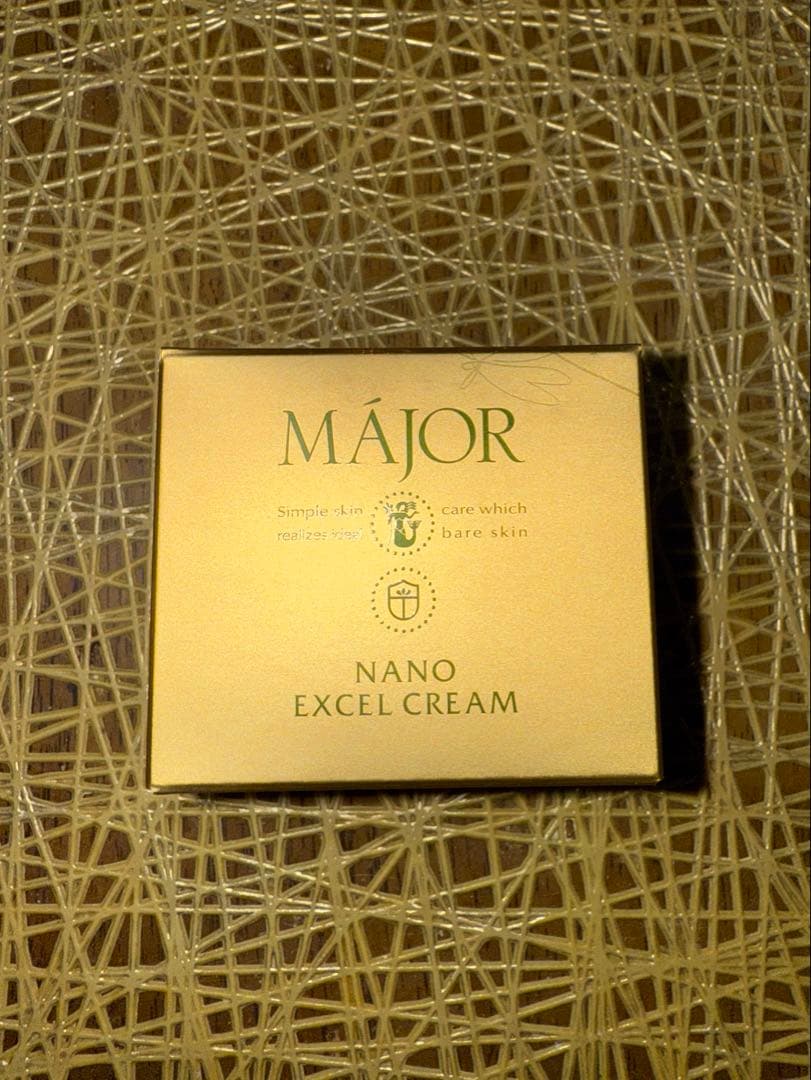 MÁJOR
Simple skin care which
realizes ideal bare skin
NANO
EXCEL CREAM